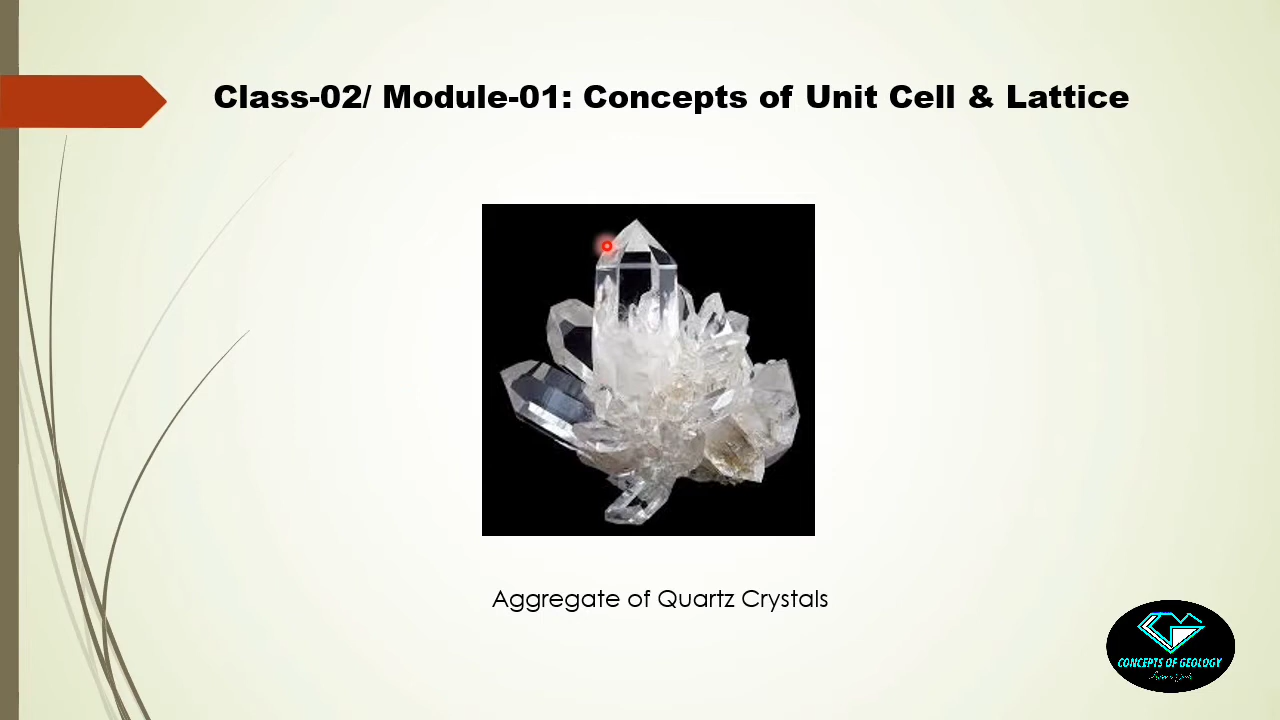 Class-02/ Module-01: Concepts of Unit Cell & Lattice
Aggregate of Quartz Crystals
CONCEPTS OF GEOLOGY